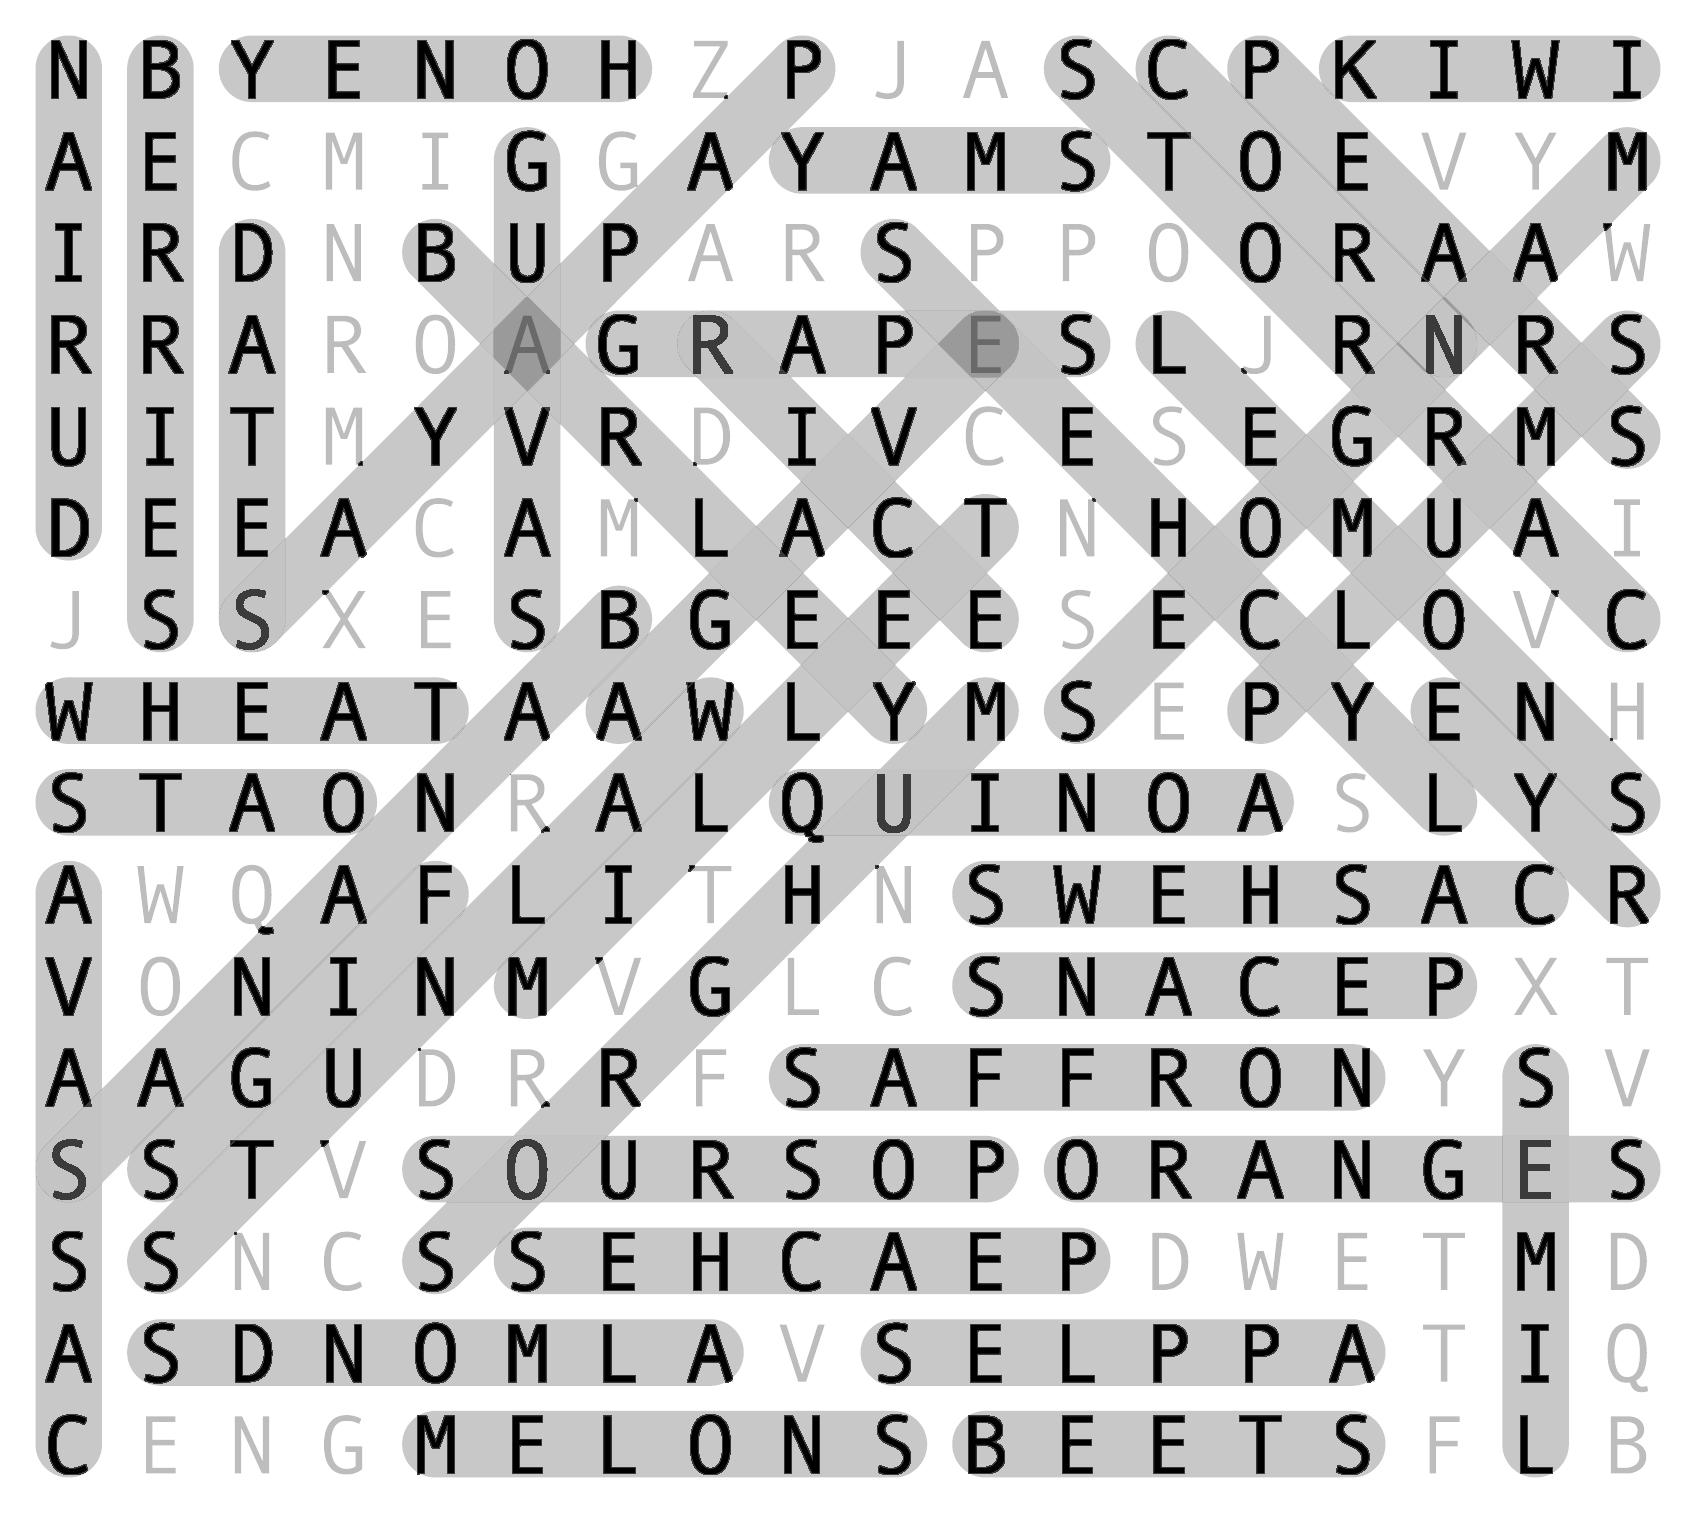 N B Y E N O H Z P J A S C P K I W I
A E C M I G G A Y A M S T O E V Y M
I R D N B U P A R S P P O O R A A W
R R A R O A G R A P E S L J R N R S
U I T M Y V R D I V C E S E G R M S
D E E A C A M L A C T N H O M U A I
J S S X E S B G E E E S E C L O V C
W H E A T A A W L Y M S E P Y E N H
S T A O N R A L Q U I N O A S L Y S
A W Q A F L I T H N S W E H S A C R
V O N I N M V G L C S N A C E P X T
A A G U D R R F S A F F R O N Y S V
S S T V S O U R S O P O R A N G E S
S S N C S S E H C A E P D W E T M D
A S D N O M L A V S E L P P A T I Q
C E N G M E L O N S B E E T S F L B